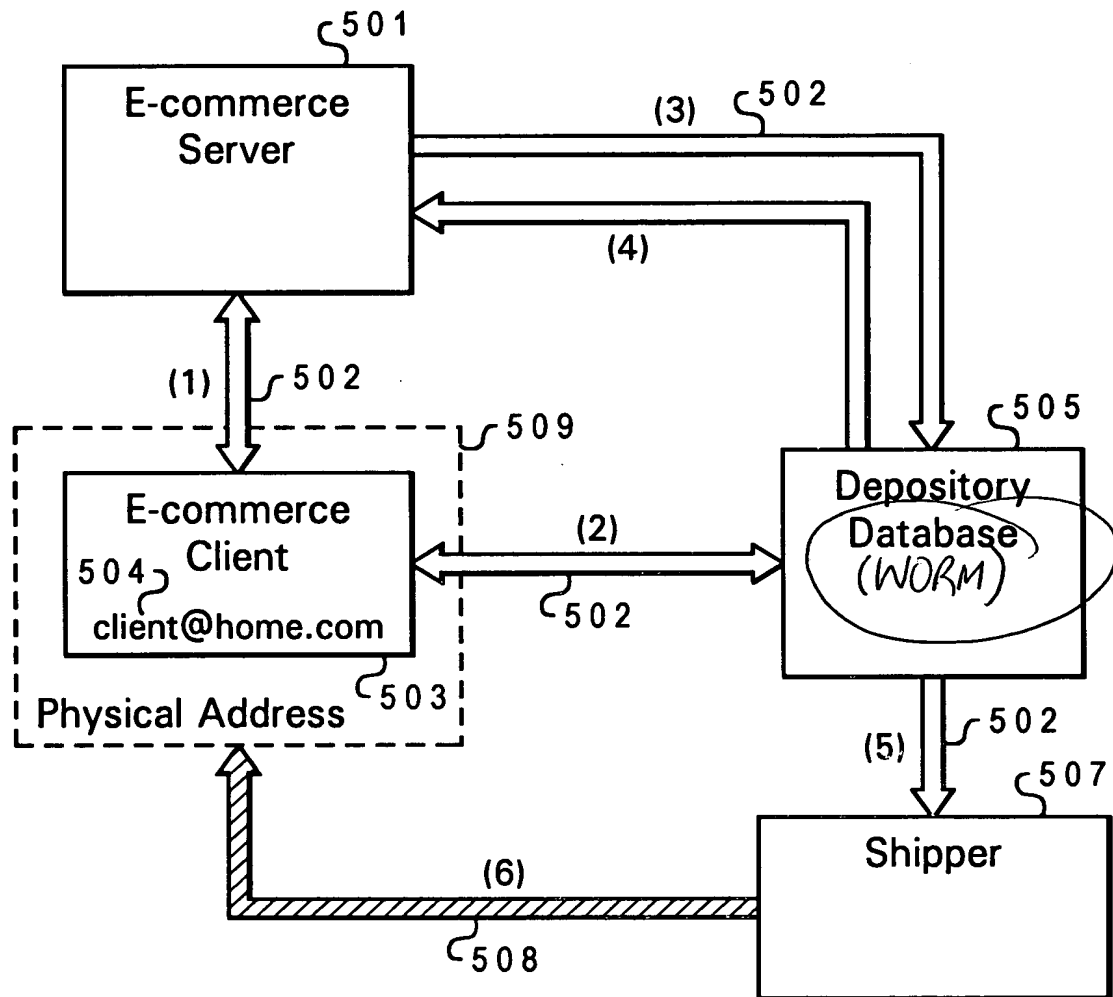 501
E-commerce
Server
(3)
502
(4)
(1)
502
509
505
E-commerce
Client
504
client@home.com
503
Physical Address
(2)
502
Depository
Database
(WORM)
(5)
502
507
Shipper
(6)
508